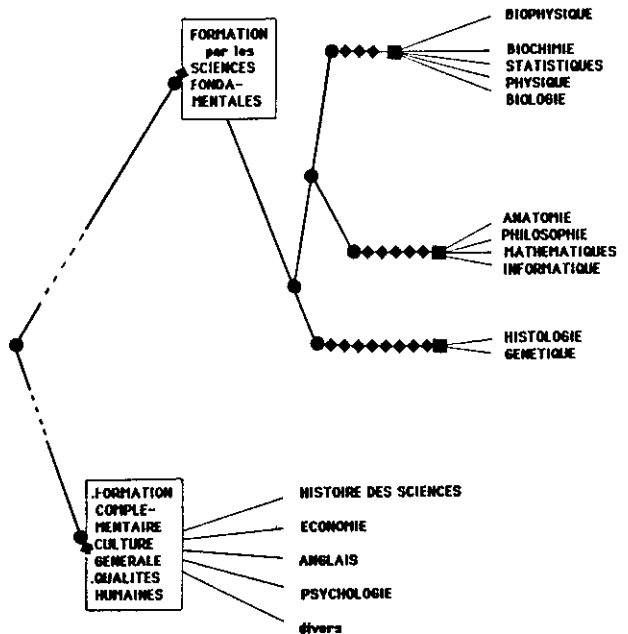 FORMATION
par les
SCIENCES
FONDA-
MENTALES
BIOPHYSIQUE
BIOCHIMIE
STATISTIQUES
PHYSIQUE
BIOLOGIE
ANATOMIE
PHILOSOPHIE
MATHEMATIQUES
INFORMATIQUE
HISTOLOGIE
GENETIQUE
.FORMATION
COMPLE-
MENTAIRE
.CULTURE
GENERALE
.QUALITES
HUMAINES
HISTOIRE DES SCIENCES
ECONOMIE
ANGLAIS
PSYCHOLOGIE
divers